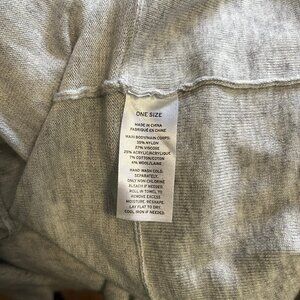 ONE SIZE
MADE IN CHINA
FABRIQUÉ EN CHINE
MAIN BODY/MAIN CORPS:
35% NYLON
27% VISCOSE
25% ACRYLIC/ACRYLIQUE
7% COTTON/COTON
6% WOOL/LAINE
HAND WASH COLD
SEPARATELY.
ONLY NON CHLORINE
BLEACH IF NEEDED
ROLL IN TOWEL TO
REMOVE EXCESS
MOISTURE, RESHAPE.
LAY FLAT TO DRY.
COOL IRON IF NEEDED.